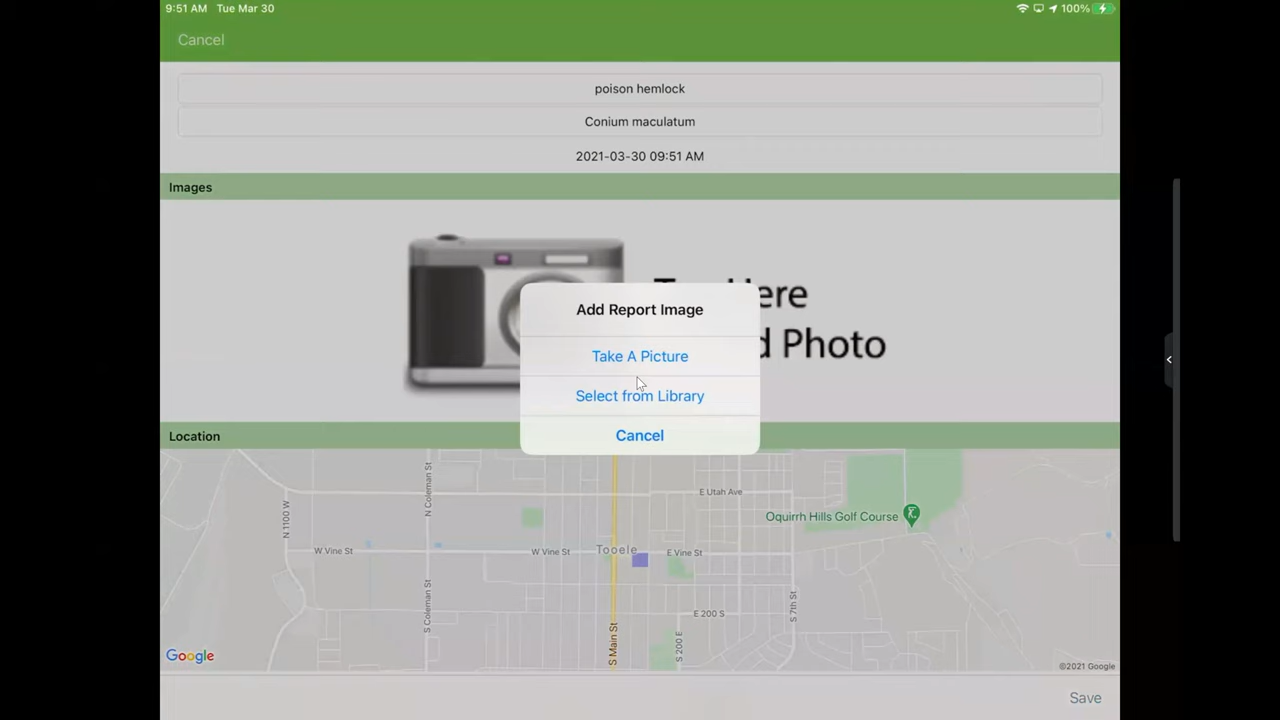 9:51 AM Tue Mar 30
100%
Cancel
poison hemlock
Conium maculatum
2021-03-30 09:51 AM
Images
Here
Photo
Add Report Image
Take A Picture
Select from Library
Cancel
Location
N 1100 W
N Coleman St
E Utah Ave
Oquirrh Hills Golf Course
W Vine St
W Vine St
Tooele
E Vine St
S Coleman St
S Main St
E 200 S
S 200 E
S 7th St
Google
©2021 Google
Save